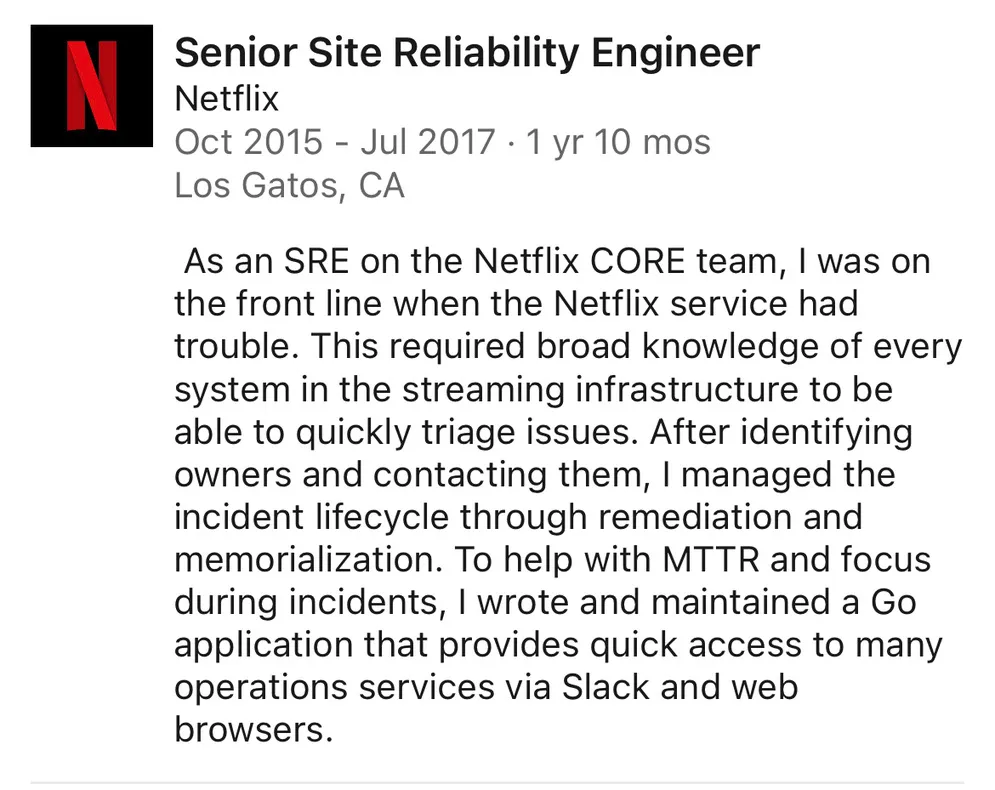 N
Senior Site Reliability Engineer
Netflix
Oct 2015 - Jul 2017 · 1 yr 10 mos
Los Gatos, CA
As an SRE on the Netflix CORE team, I was on
the front line when the Netflix service had
trouble. This required broad knowledge of every
system in the streaming infrastructure to be
able to quickly triage issues. After identifying
owners and contacting them, I managed the
incident lifecycle through remediation and
memorialization. To help with MTTR and focus
during incidents, I wrote and maintained a Go
application that provides quick access to many
operations services via Slack and web
browsers.